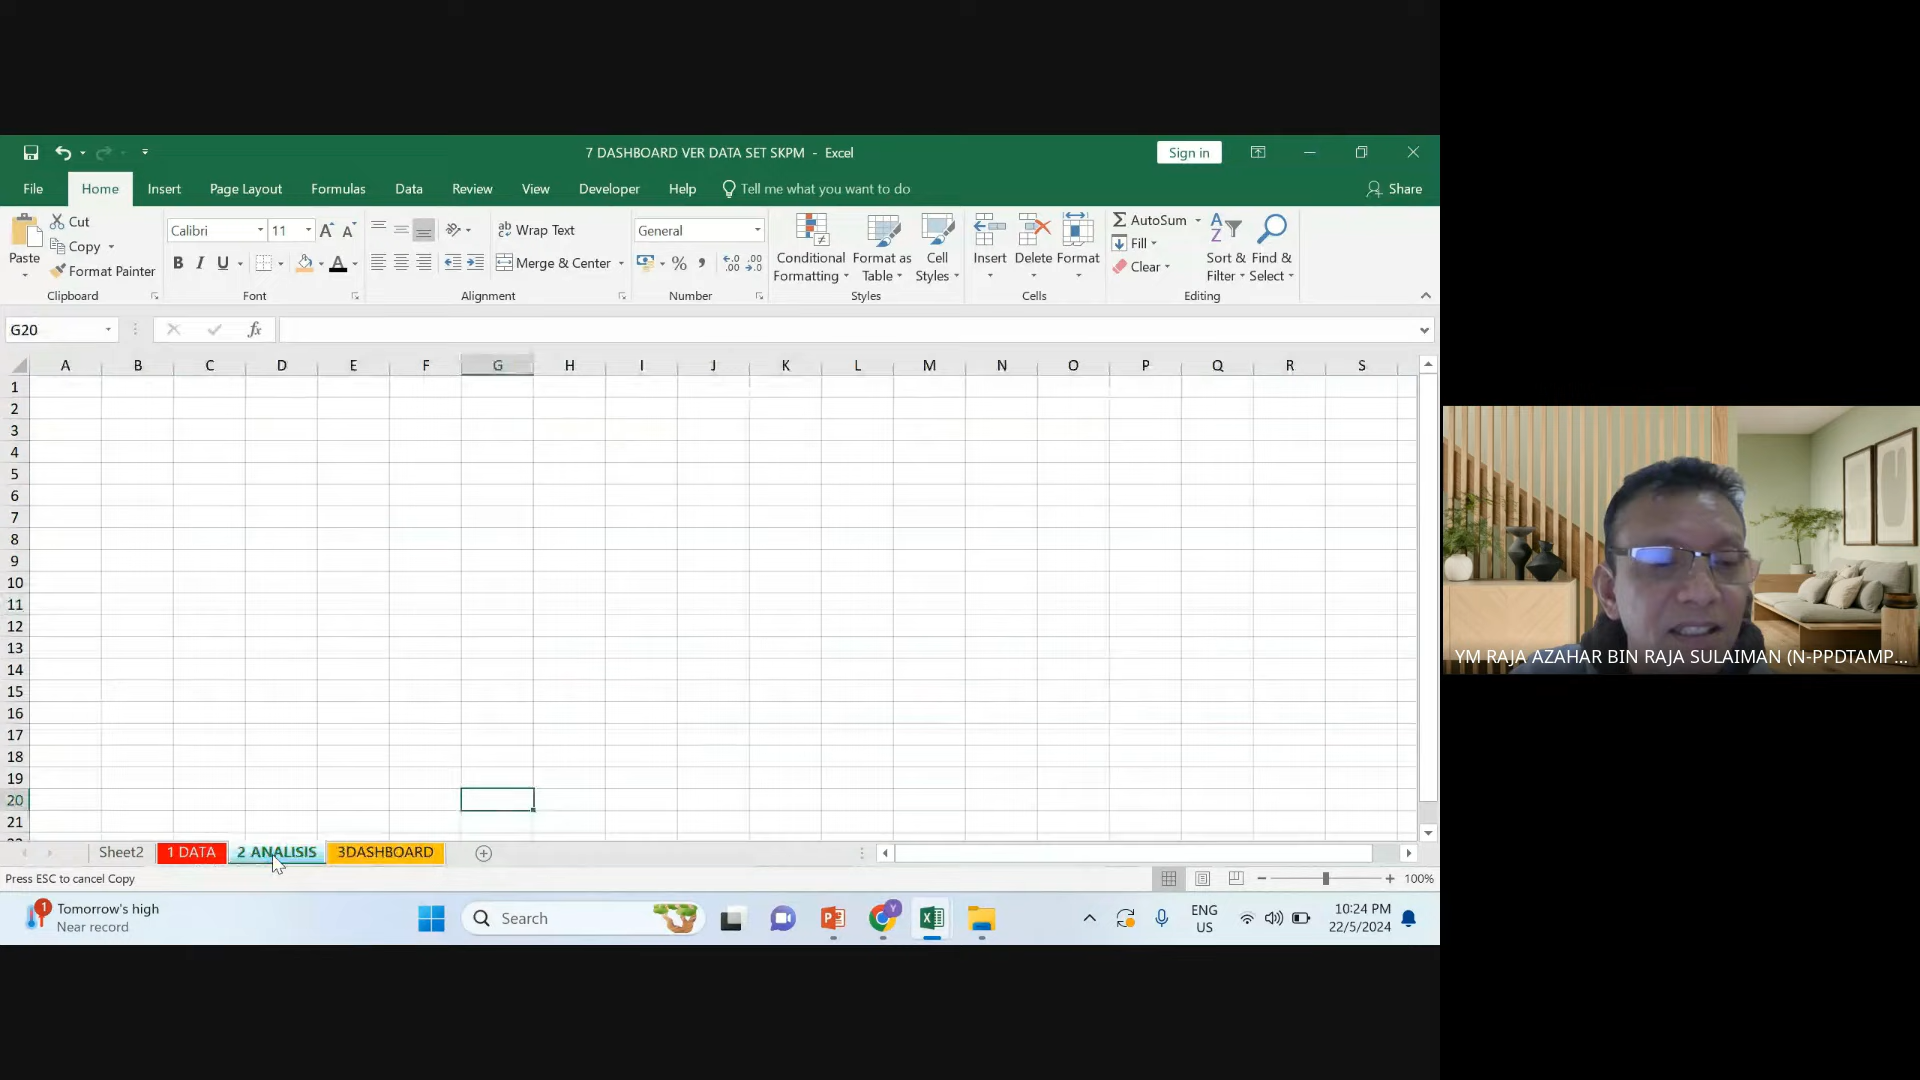 7 DASHBOARD VER DATA SET SKPM - Excel
Sign in
File Home Insert Page Layout Formulas Data Review View Developer Help Tell me what you want to do Share
Paste
Cut
Copy
Format Painter
Clipboard
Calibri 11 A A
B I U A
Font
ab Wrap Text
Merge & Center
Alignment
General
% ,
Number
Conditional Formatting
Format as Table
Cell Styles
Styles
Insert
Delete
Format
Cells
AutoSum
Fill
Clear
Sort & Filter
Find & Select
Editing
G20 fx
A B C D E F G H I J K L M N O P Q R S
1
2
3
4
5
6
7
8
9
10
11
12
13
14
15
16
17
18
19
20
21
Sheet2 1 DATA 2 ANALISIS 3DASHBOARD
Press ESC to cancel Copy
100%
1 Tomorrow's high
Near record
Search
Y
ENG
US
10:24 PM
22/5/2024
YM RAJA AZAHAR BIN RAJA SULAIMAN (N-PPDTAMP...